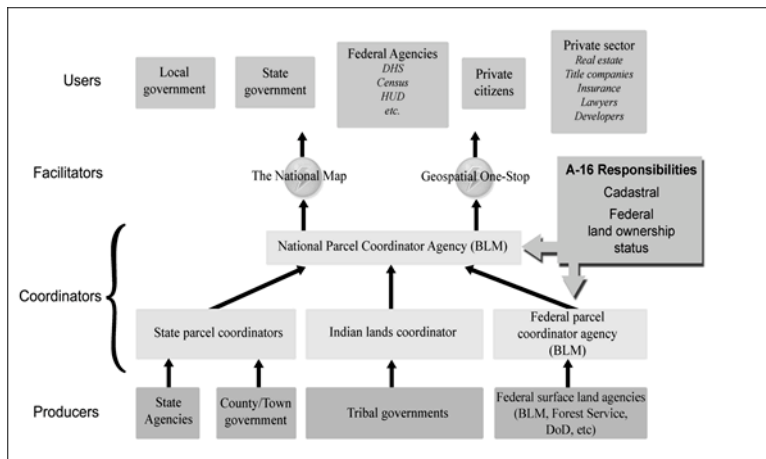 Users
Local
government
State
government
Federal Agencies
DHS
Census
HUD
etc.
Private
citizens
Private sector
Real estate
Title companies
Insurance
Lawyers
Developers
Facilitators
The National Map
Geospatial One-Stop
A-16 Responsibilities
Cadastral
Federal
land ownership
status
Coordinators
National Parcel Coordinator Agency (BLM)
State parcel coordinators
Indian lands coordinator
Federal parcel
coordinator agency
(BLM)
Producers
State
Agencies
County/Town
government
Tribal governments
Federal surface land agencies
(BLM, Forest Service,
DoD, etc)